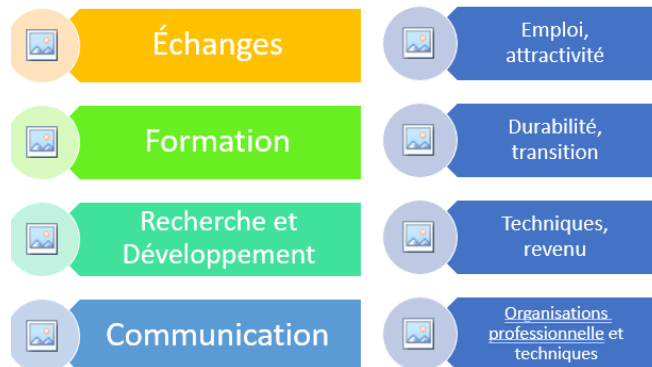 Échanges
Formation
Recherche et
Développement
Communication
Emploi,
attractivité
Durabilité,
transition
Techniques,
revenu
Organisations
professionnelle et
techniques